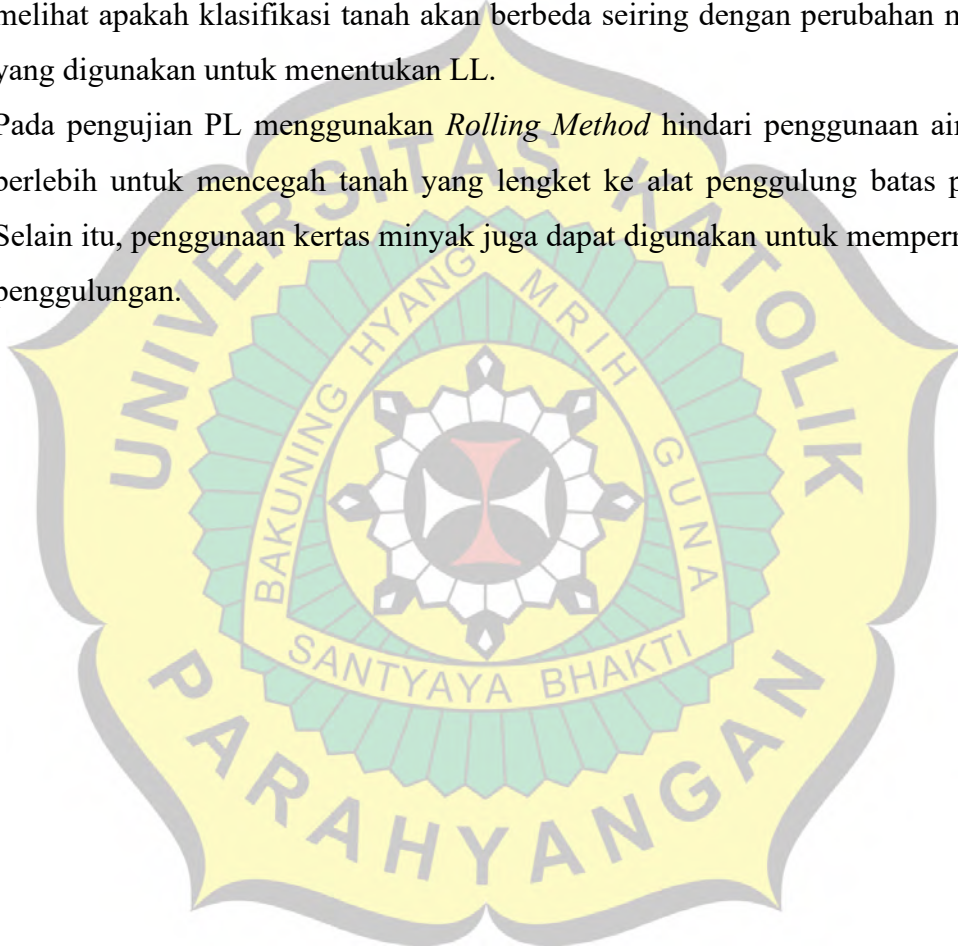 melihat apakah klasifikasi tanah akan berbeda seiring dengan perubahan
yang digunakan untuk menentukan LL.
Pada pengujian PL menggunakan Rolling Method hindari penggunaan air
berlebih untuk mencegah tanah yang lengket ke alat penggulung batas
Selain itu, penggunaan kertas minyak juga dapat digunakan untuk
penggulungan.
UNIVERSITAS KATOLIK
BAKUNING HYANG MRIH GUNA
SANTYAYA BHAKTI
PARAHYANGAN